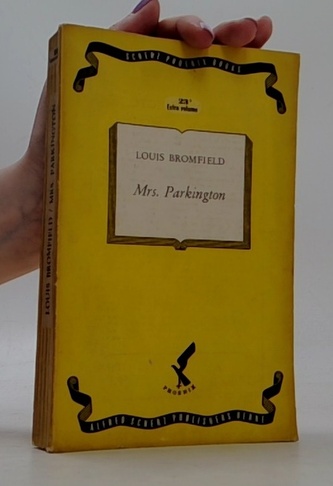 SCHERZ PHOENIX BOOKS
Extra volume
LOUIS BROMFIELD
Mrs. Parkington
PHOENIX
ALFRED SCHERZ PUBLISHERS BERNE
LOUIS BROMFIELD / MRS. PARKINGTON